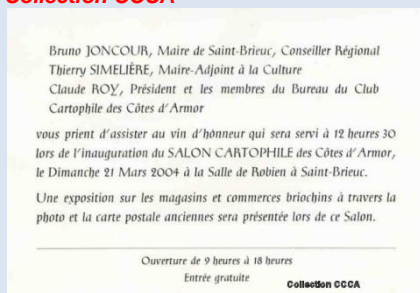 Collection CCCA
Bruno JONCOUR, Maire de Saint-Brieuc, Conseiller Régional
Thierry SIMELIÈRE, Maire-Adjoint à la Culture
Claude ROY, Président et les membres du Bureau du Club
Cartophile des Côtes d'Armor
vous prient d'assister au vin d'honneur qui sera servi à 12 heures 30
lors de l'inauguration du SALON CARTOPHILE des Côtes d'Armor,
le Dimanche 21 Mars 2004 à la Salle de Robien à Saint-Brieuc.
Une exposition sur les magasins et commerces briochins à travers la
photo et la carte postale anciennes sera présentée lors de ce Salon.
Ouverture de 9 heures à 18 heures
Entrée gratuite
Collection CCCA